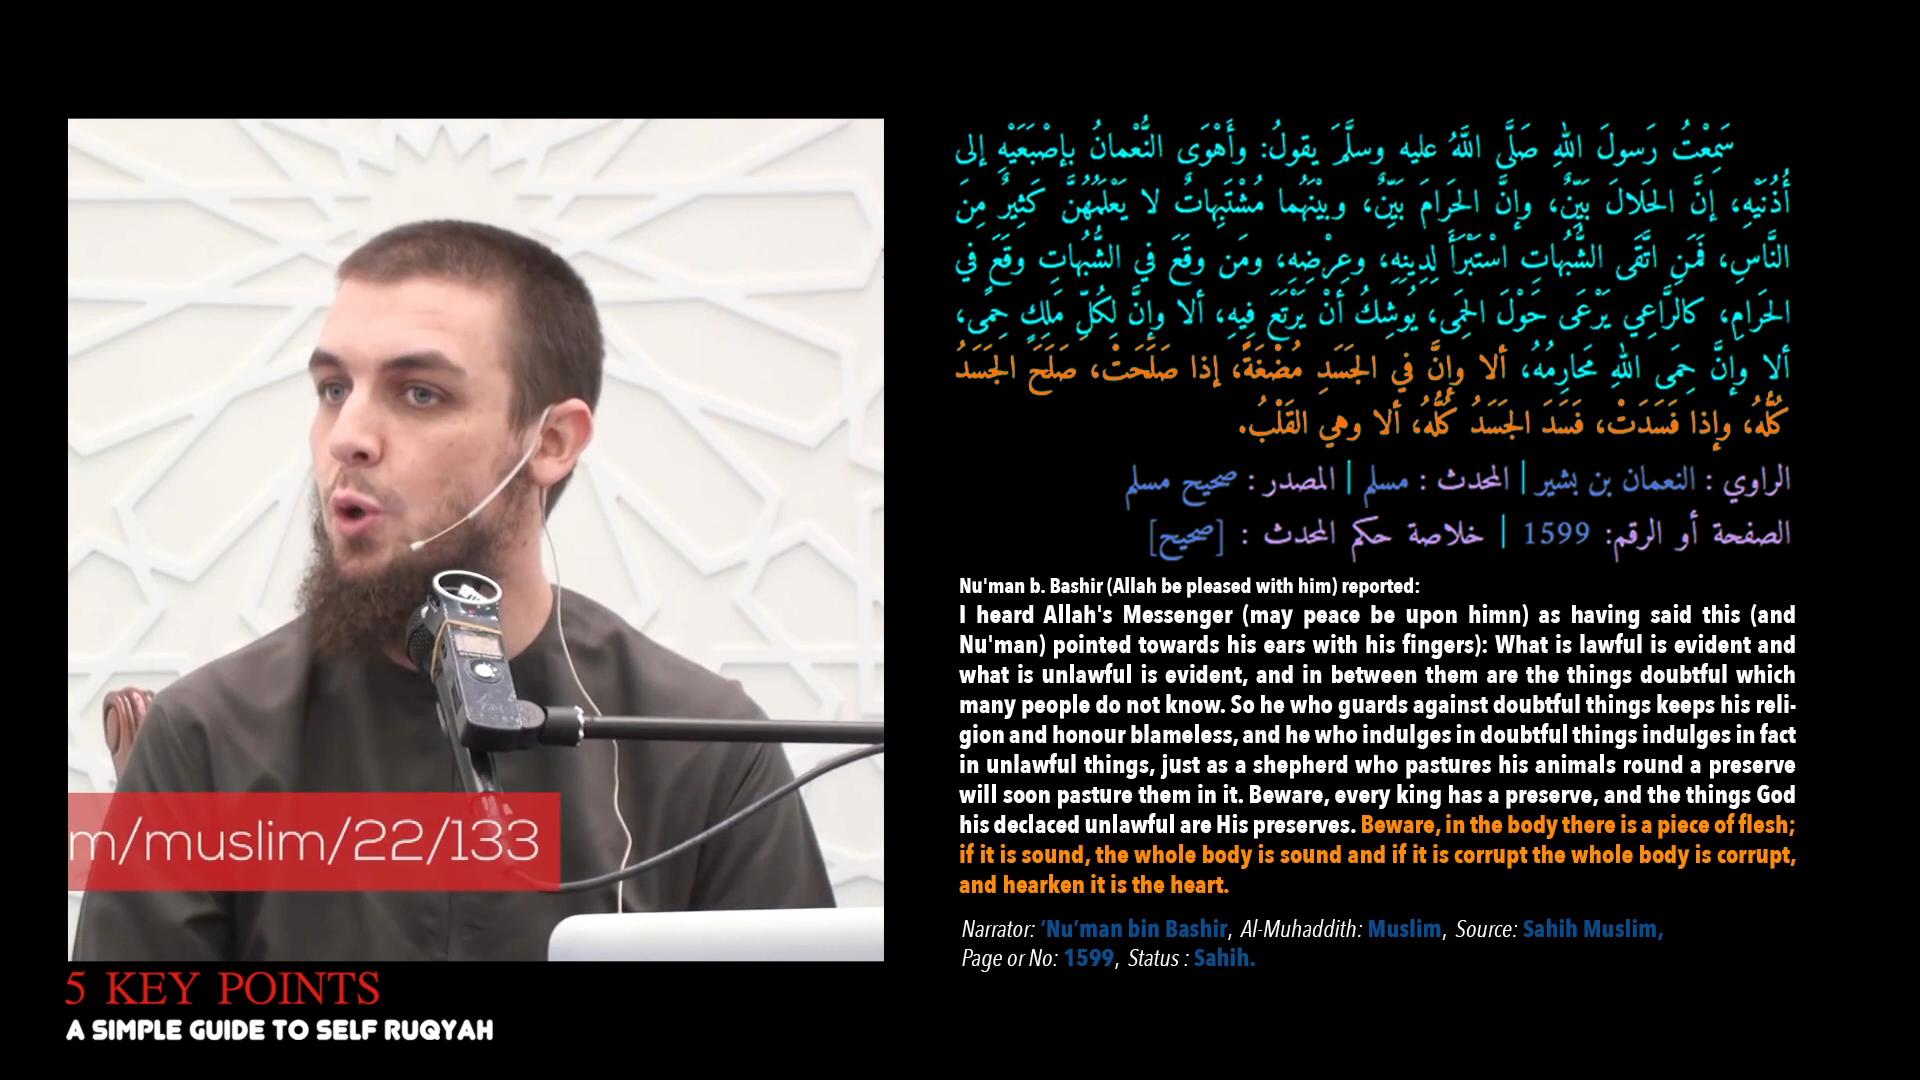 سَمِعْتُ رَسولَ اللهِ صَلَّى اللَّهُ عليه وسلَّمَ يقولُ: وأَهْوَى النُّعْمانُ بإصْبَعَيْهِ إلى
أُذُنَيْهِ، إنَّ الحَلالَ بَيِّنٌ، وإنَّ الحَرامَ بَيِّنٌ، وبيْنَهُما مُشْتَبِهاتٌ لا يَعْلَمُهُنَّ كَثِيرٌ مِنَ
النَّاسِ، فَمَنِ اتَّقَى الشُّبُهاتِ اسْتَبْرَأَ لِدِينِهِ، وعِرْضِهِ، ومَن وقَعَ في الشُّبُهاتِ وقَعَ في
الحَرامِ، كالرَّاعِي يَرْعَى حَوْلَ الحِمَى، يُوشِكُ أنْ يَرْتَعَ فِيهِ، ألا وإنَّ لِكُلِّ مَلِكٍ حِمًى،
ألا وإنَّ حِمَى اللهِ مَحارِمُهُ، ألا وإنَّ في الجَسَدِ مُضْغَةً، إذا صَلَحَتْ، صَلَحَ الجَسَدُ
كُلُّهُ، وإذا فَسَدَتْ، فَسَدَ الجَسَدُ كُلُّهُ، ألا وهي القَلْبُ.
الراوي : النعمان بن بشير | المحدث : مسلم | المصدر : صحيح مسلم
الصفحة أو الرقم: 1599 | خلاصة حكم المحدث : [صحيح]
Nu'man b. Bashir (Allah be pleased with him) reported:
I heard Allah's Messenger (may peace be upon himn) as having said this (and
Nu'man) pointed towards his ears with his fingers): What is lawful is evident and
what is unlawful is evident, and in between them are the things doubtful which
many people do not know. So he who guards against doubtful things keeps his reli-
gion and honour blameless, and he who indulges in doubtful things indulges in fact
in unlawful things, just as a shepherd who pastures his animals round a preserve
will soon pasture them in it. Beware, every king has a preserve, and the things God
his declaced unlawful are His preserves. Beware, in the body there is a piece of flesh;
if it is sound, the whole body is sound and if it is corrupt the whole body is corrupt,
and hearken it is the heart.
Narrator: ‘Nu’man bin Bashir, Al-Muhaddith: Muslim, Source: Sahih Muslim,
Page or No: 1599, Status : Sahih.
m/muslim/22/133
5 KEY POINTS
A SIMPLE GUIDE TO SELF RUQYAH